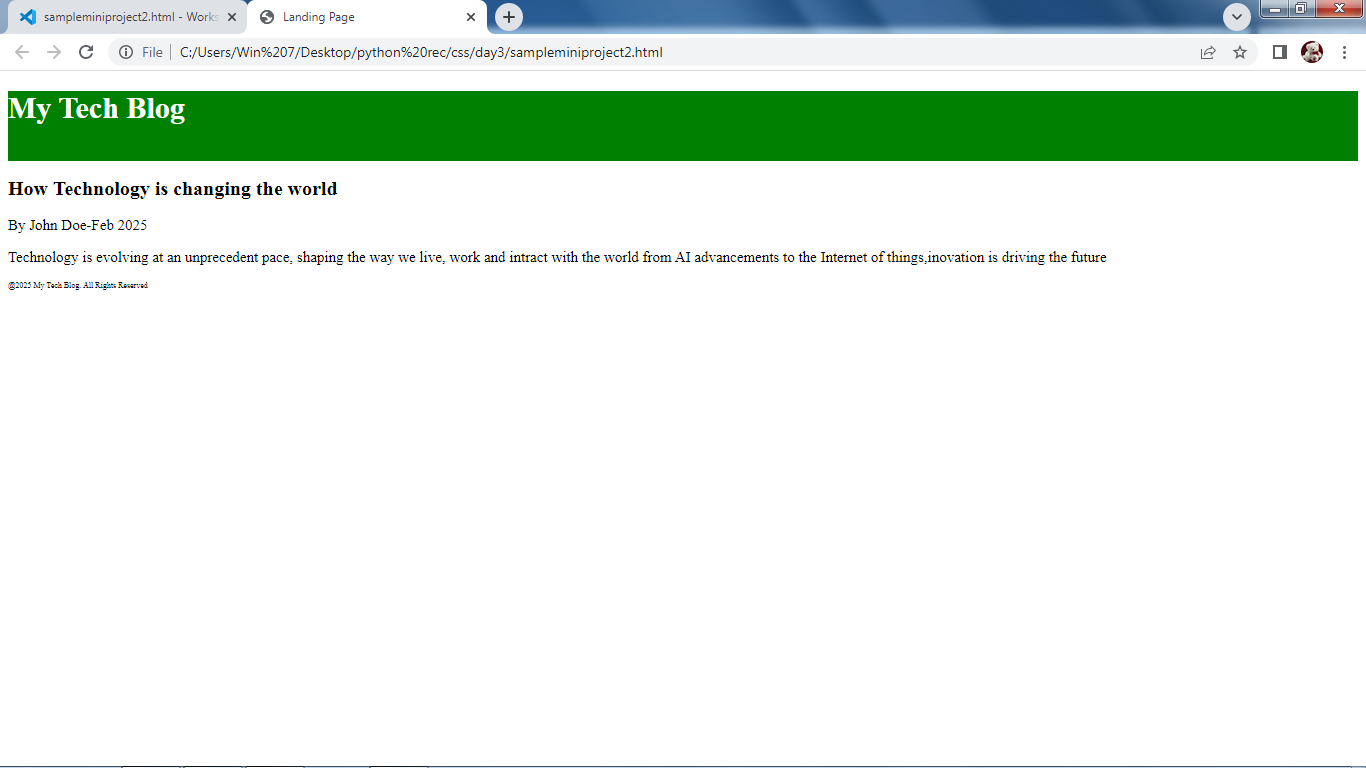 sampleminiproject2.html - Works
Landing Page
File
C:/Users/Win%207/Desktop/python%20rec/css/day3/sampleminiproject2.html
My Tech Blog
How Technology is changing the world
By John Doe-Feb 2025
Technology is evolving at an unprecedent pace, shaping the way we live, work and intract with the world from AI advancements to the Internet of things,inovation is driving the future
@2025 My Tech Blog. All Rights Reserved